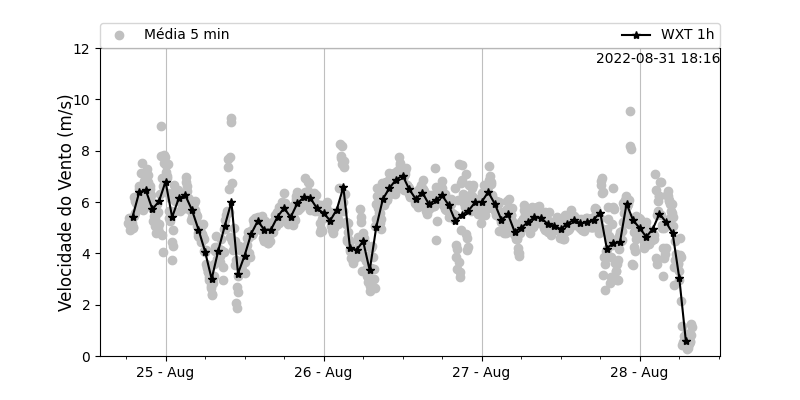 Média 5 min
WXT 1h
2022-08-31 18:16
Velocidade do Vento (m/s)
12
10
8
6
4
2
0
25 - Aug
26 - Aug
27 - Aug
28 - Aug